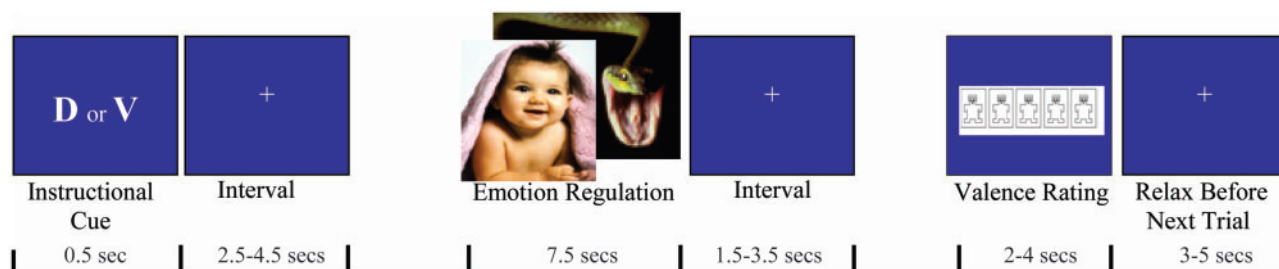 D or V
Instructional
Cue
Interval
Emotion Regulation
Interval
Valence Rating
Relax Before
Next Trial
0.5 sec
2.5-4.5 secs
7.5 secs
1.5-3.5 secs
2-4 secs
3-5 secs